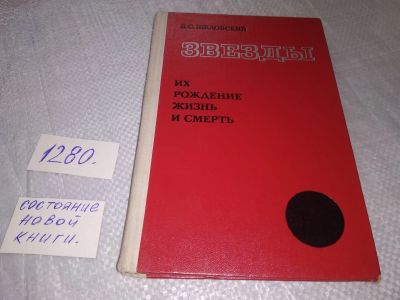 И.С.ШКЛОВСКИЙ
ЗВЕЗДЫ
ИХ
РОЖДЕНИЕ
ЖИЗНЬ
И СМЕРТЬ
1280.
состояние
новой
книги.